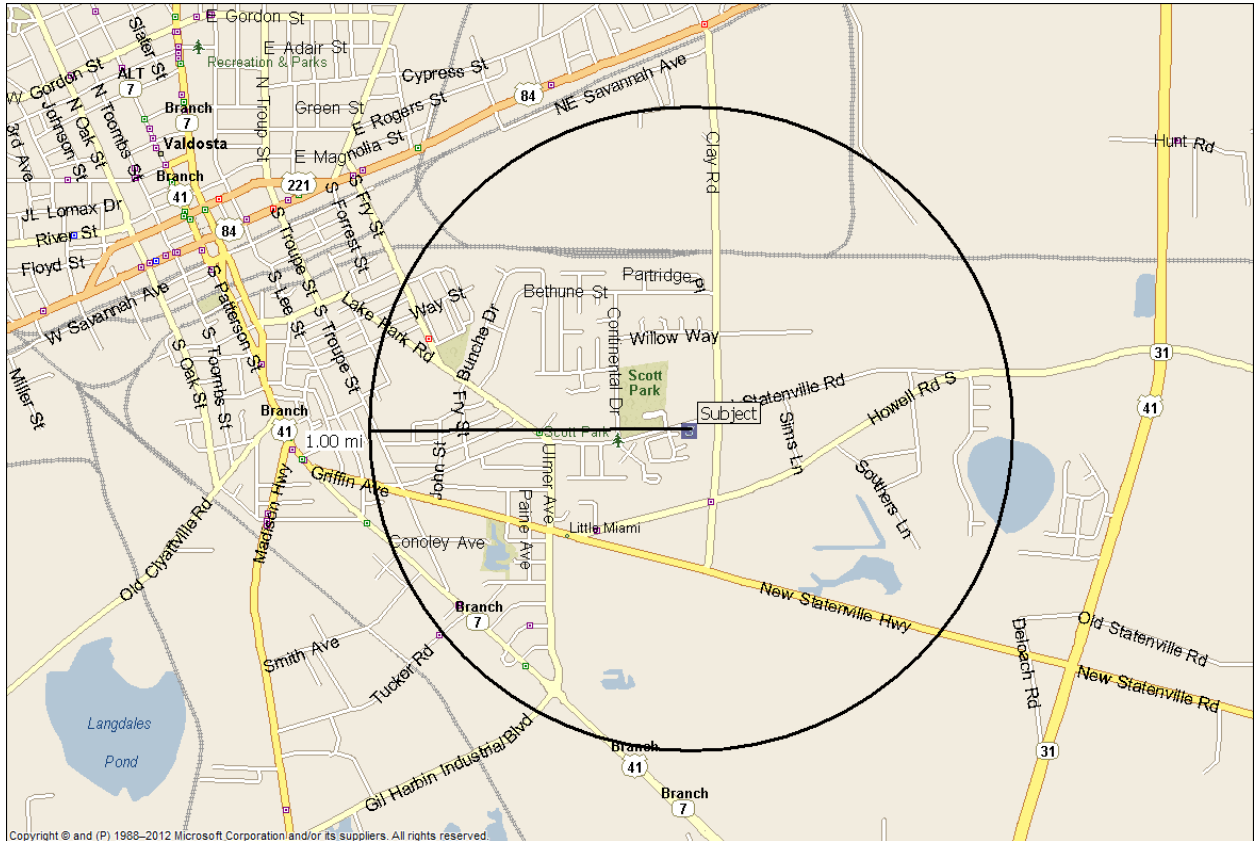 E Gordon St
Slater St
E Adair St
Recreation & Parks
W Gordon St
ALT
7
N Troup St
Cypress St
84
NE Savannah Ave
N Oak St
N Toombs St
Johnson St
Branch
7
Green St
E Rogers St
Clay Rd
Hunt Rd
3rd Ave
Valdosta
E Magnolia St
Branch
41
221
S Fry St
JL Lomax Dr
River St
84
Floyd St
S Troupe St
S Forrest St
W Savannah Ave
S Patterson St
S Lee St
S Troupe St
Lake Park Rd
Way St
Bunche Dr
Bethune St
Partridge Pl
Continental Dr
Willow Way
Miller St
S Oak St
S Toombs St
31
Scott
Park
Statenville Rd
Howell Rd S
41
Branch
41
1.00 mi
Fry St
Scott Park
Subject
Sims Ln
Southers Ln
John St
Griffin Ave
Ulmer Ave
Paine Ave
Madison Hwy
Old Clyattville Rd
Conoley Ave
Little Miami
New Statenville Hwy
Branch
7
Smith Ave
Tucker Rd
Old Statenville Rd
Deloach Rd
New Statenville Rd
Langdales
Pond
Gil Harbin Industrial Blvd
Branch
41
31
Branch
7
Copyright © and (P) 1988–2012 Microsoft Corporation and/or its suppliers. All rights reserved.